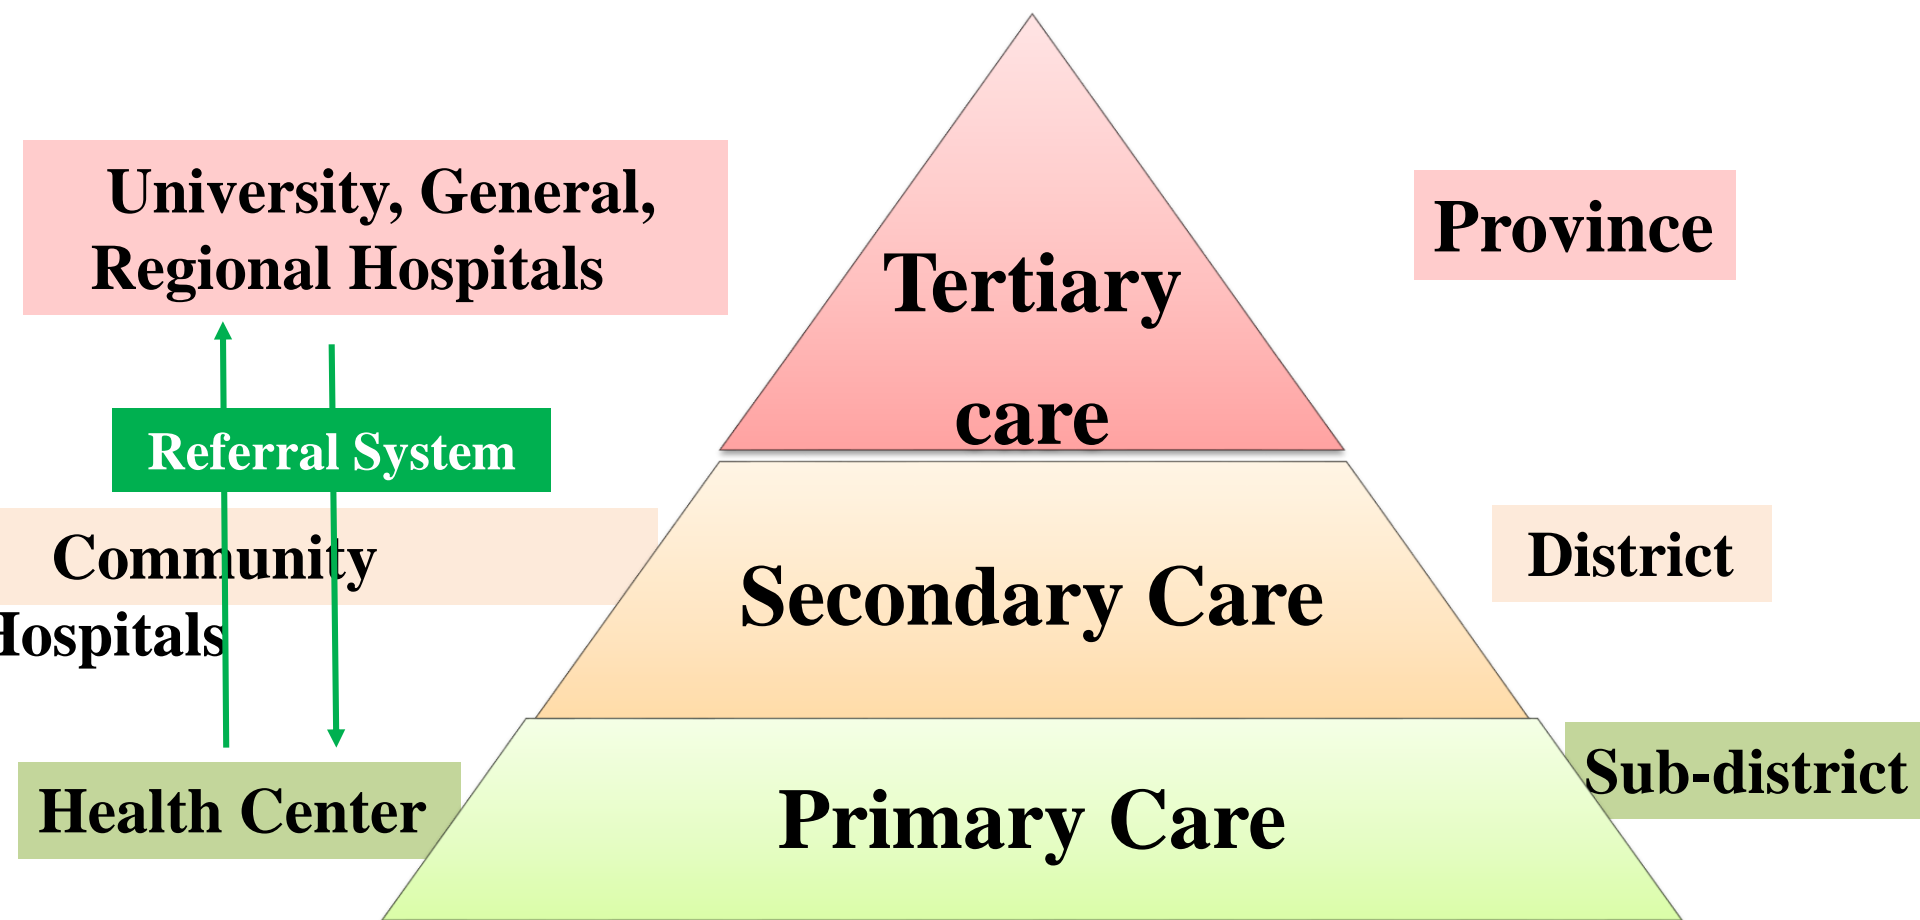 University, General,
Regional Hospitals
Province
Tertiary
care
Referral System
Community
Hospitals
District
Secondary Care
Sub-district
Health Center
Primary Care